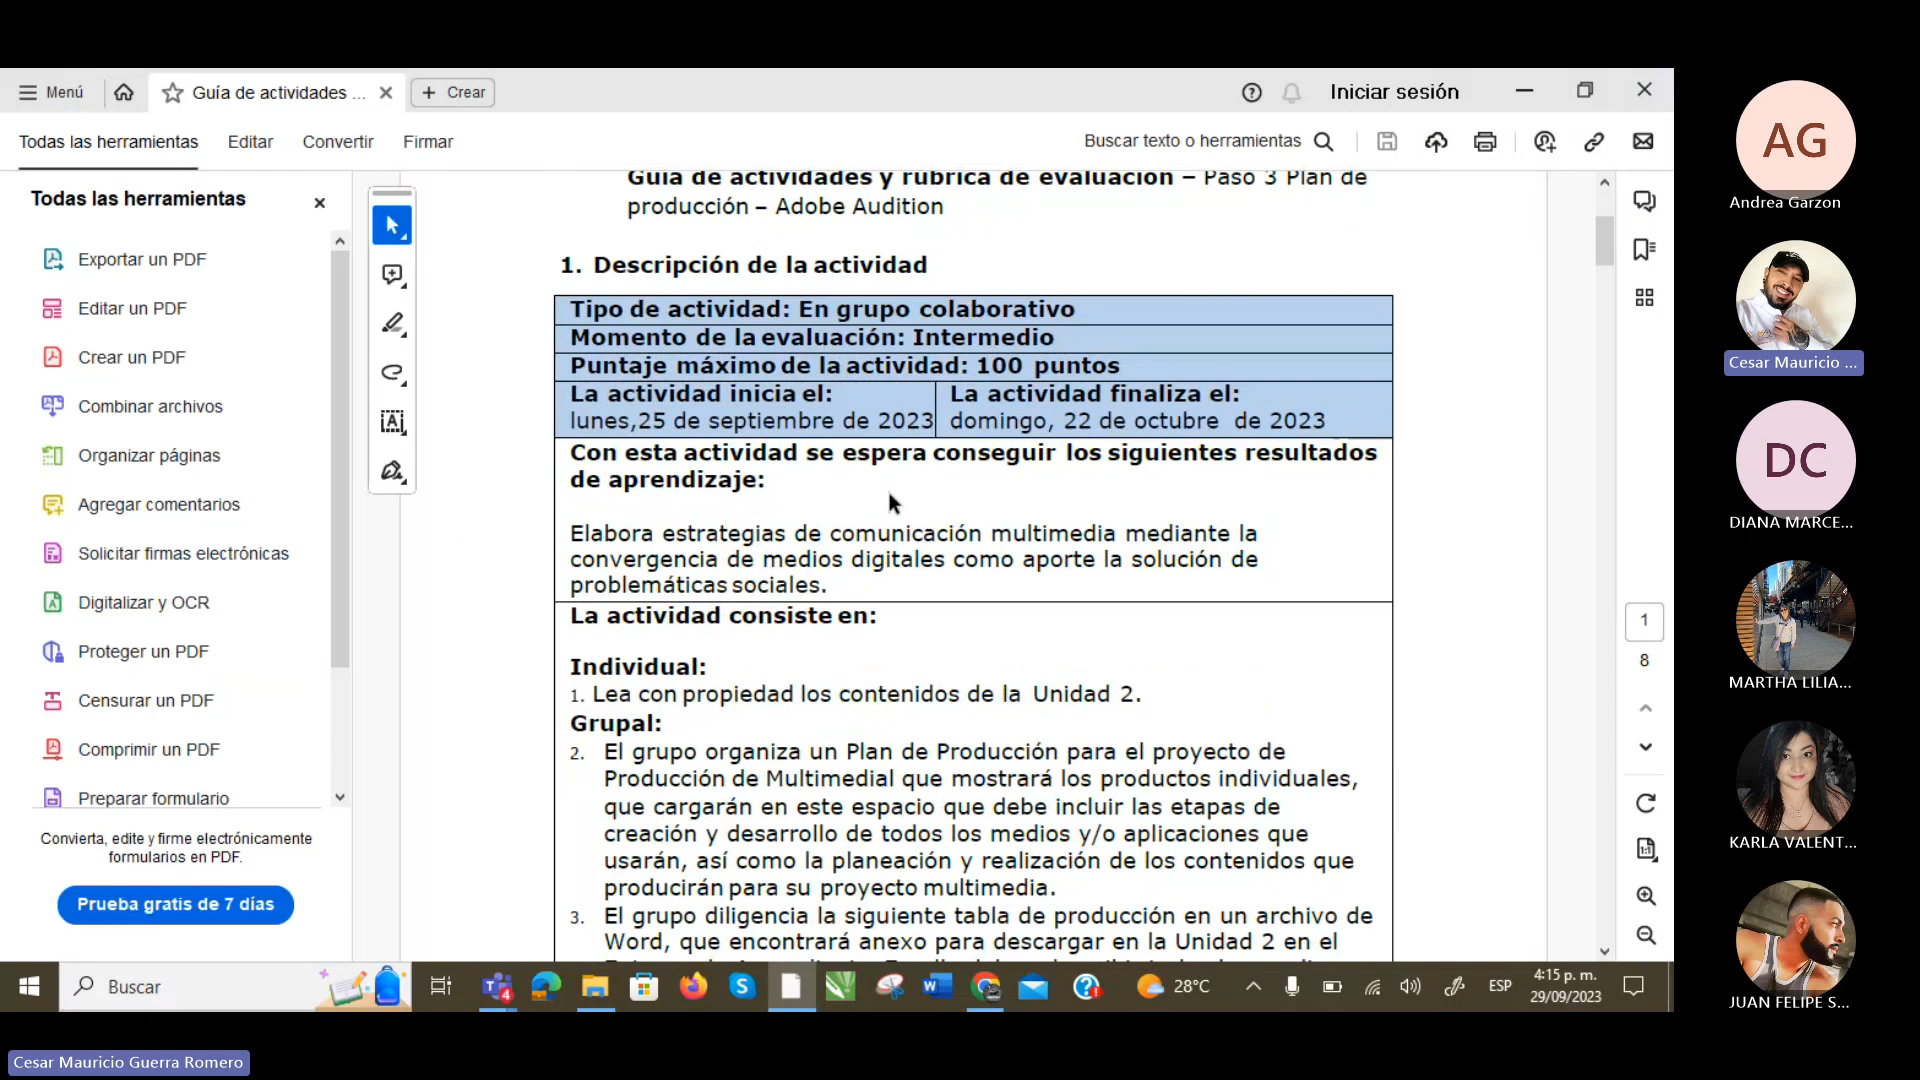 Menú
Guía de actividades ...
Crear
Iniciar sesión
Todas las herramientas
Editar
Convertir
Firmar
Buscar texto o herramientas
Todas las herramientas
Exportar un PDF
Editar un PDF
Crear un PDF
Combinar archivos
Organizar páginas
Agregar comentarios
Solicitar firmas electrónicas
Digitalizar y OCR
Proteger un PDF
Censurar un PDF
Comprimir un PDF
Preparar formulario
Convierta, edite y firme electrónicamente
formularios en PDF.
Prueba gratis de 7 días
Guía de actividades y rúbrica de evaluación – Paso 3 Plan de
producción – Adobe Audition
1. Descripción de la actividad
Tipo de actividad: En grupo colaborativo
Momento de la evaluación: Intermedio
Puntaje máximo de la actividad: 100 puntos
La actividad inicia el:
lunes,25 de septiembre de 2023
La actividad finaliza el:
domingo, 22 de octubre de 2023
Con esta actividad se espera conseguir los siguientes resultados
de aprendizaje:
Elabora estrategias de comunicación multimedia mediante la
convergencia de medios digitales como aporte la solución de
problemáticas sociales.
La actividad consiste en:
Individual:
1. Lea con propiedad los contenidos de la Unidad 2.
Grupal:
2. El grupo organiza un Plan de Producción para el proyecto de
Producción de Multimedial que mostrará los productos individuales,
que cargarán en este espacio que debe incluir las etapas de
creación y desarrollo de todos los medios y/o aplicaciones que
usarán, así como la planeación y realización de los contenidos que
producirán para su proyecto multimedia.
3. El grupo diligencia la siguiente tabla de producción en un archivo de
Word, que encontrará anexo para descargar en la Unidad 2 en el
1
8
Buscar
4
28°C
ESP
4:15 p. m.
29/09/2023
AG
Andrea Garzon
Cesar Mauricio ...
DC
DIANA MARCE...
MARTHA LILIA...
KARLA VALENT...
JUAN FELIPE S...
Cesar Mauricio Guerra Romero